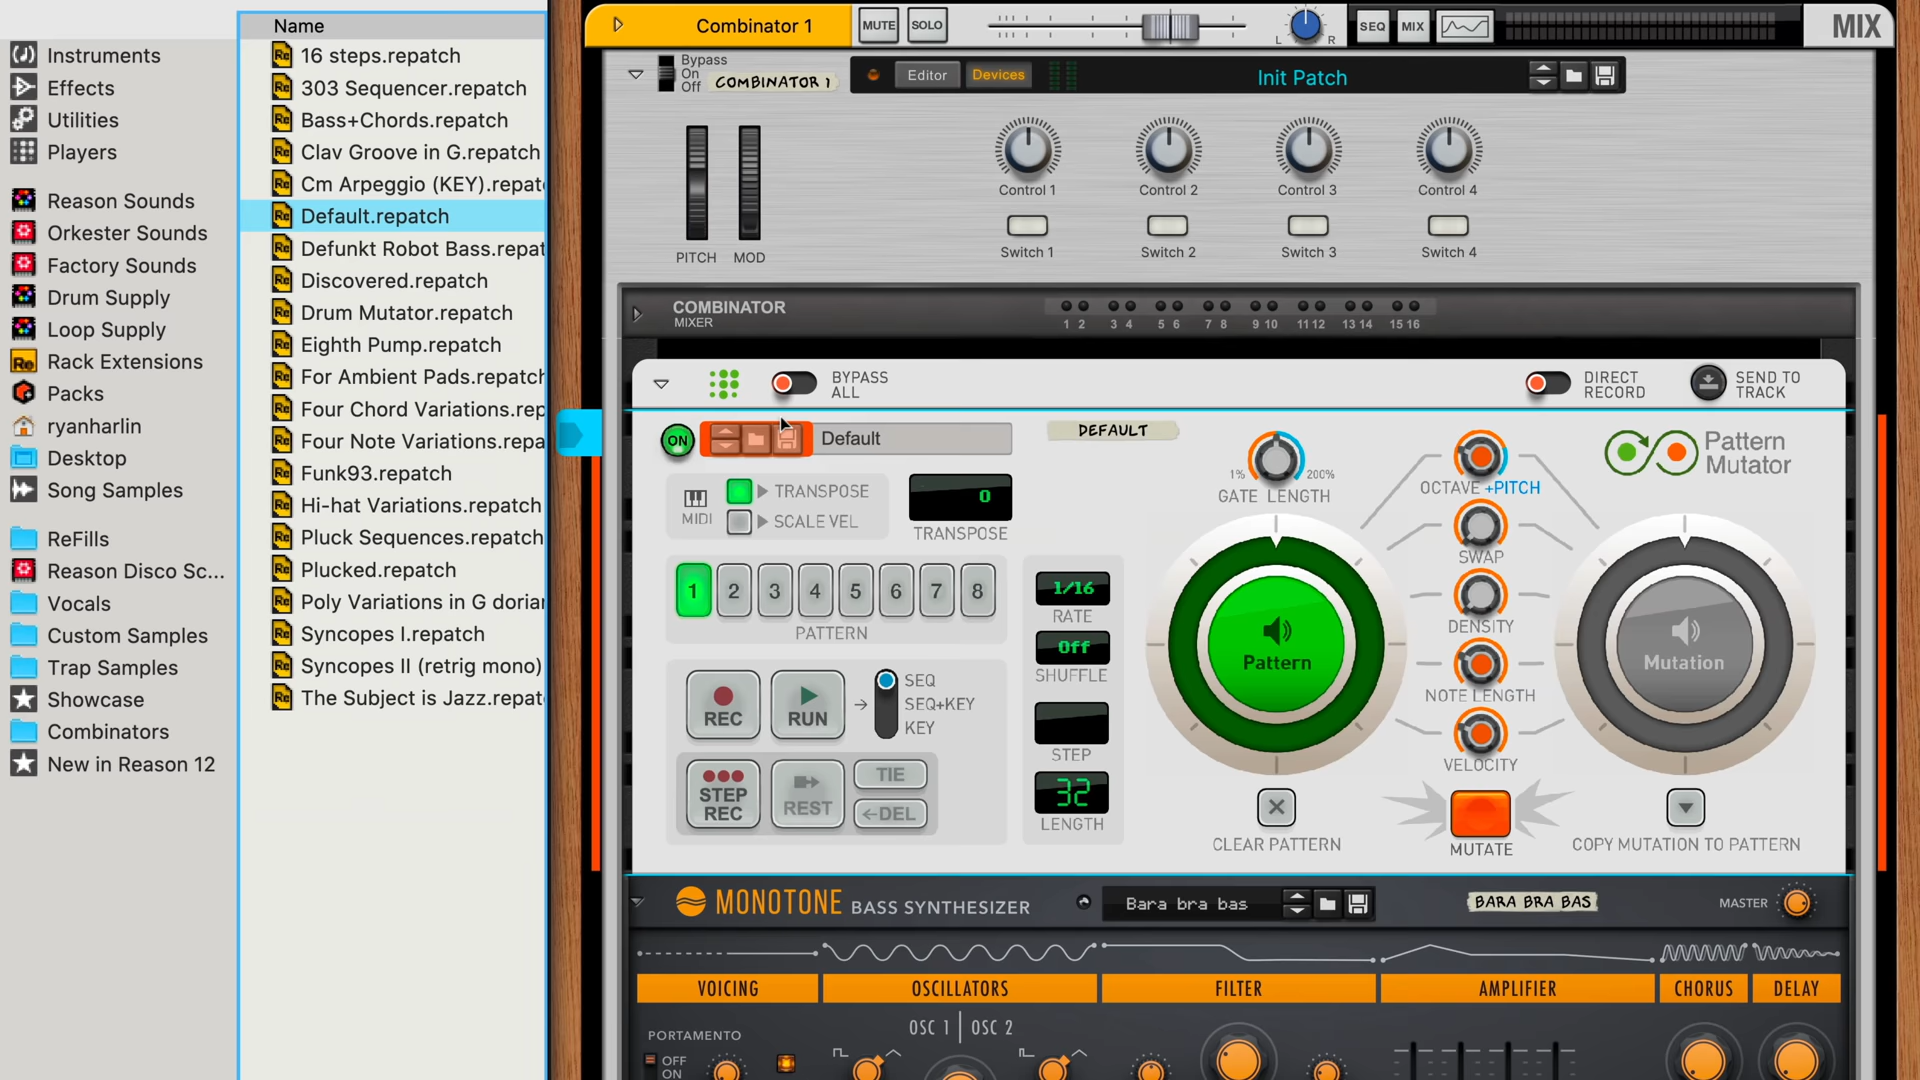 Name
Instruments
Effects
Utilities
Players
Reason Sounds
Orkester Sounds
Factory Sounds
Drum Supply
Loop Supply
Rack Extensions
Packs
ryanharlin
Desktop
Song Samples
ReFills
Reason Disco Sc...
Vocals
Custom Samples
Trap Samples
Showcase
Combinators
New in Reason 12
16 steps.repatch
303 Sequencer.repatch
Bass+Chords.repatch
Clav Groove in G.repatch
Cm Arpeggio (KEY).repat
Default.repatch
Defunkt Robot Bass.repat
Discovered.repatch
Drum Mutator.repatch
Eighth Pump.repatch
For Ambient Pads.repatch
Four Chord Variations.rep
Four Note Variations.repa
Funk93.repatch
Hi-hat Variations.repatch
Pluck Sequences.repatch
Plucked.repatch
Poly Variations in G dorian
Syncopes I.repatch
Syncopes II (retrig mono)
The Subject is Jazz.repat
Combinator 1
MUTE
SOLO
L R
SEQ
MIX
MIX
Bypass
On
Off
COMBINATOR 1
Editor
Devices
Init Patch
PITCH
MOD
Control 1
Control 2
Control 3
Control 4
Switch 1
Switch 2
Switch 3
Switch 4
COMBINATOR
MIXER
1 2 3 4 5 6 7 8 9 10 11 12 13 14 15 16
BYPASS
ALL
DIRECT
RECORD
SEND TO
TRACK
ON
Default
DEFAULT
1% 200%
GATE LENGTH
OCTAVE +PITCH
Pattern
Mutator
MIDI
TRANSPOSE
SCALE VEL
0
TRANSPOSE
SWAP
1 2 3 4 5 6 7 8
PATTERN
1/16
RATE
Off
SHUFFLE
STEP
32
LENGTH
Pattern
DENSITY
NOTE LENGTH
VELOCITY
Mutation
REC
RUN
SEQ
SEQ+KEY
KEY
STEP
REC
REST
TIE
←DEL
CLEAR PATTERN
MUTATE
COPY MUTATION TO PATTERN
MONOTONE BASS SYNTHESIZER
Bara bra bas
BARA BRA BAS
MASTER
VOICING
OSCILLATORS
FILTER
AMPLIFIER
CHORUS
DELAY
PORTAMENTO
OFF
ON
OSC 1 | OSC 2